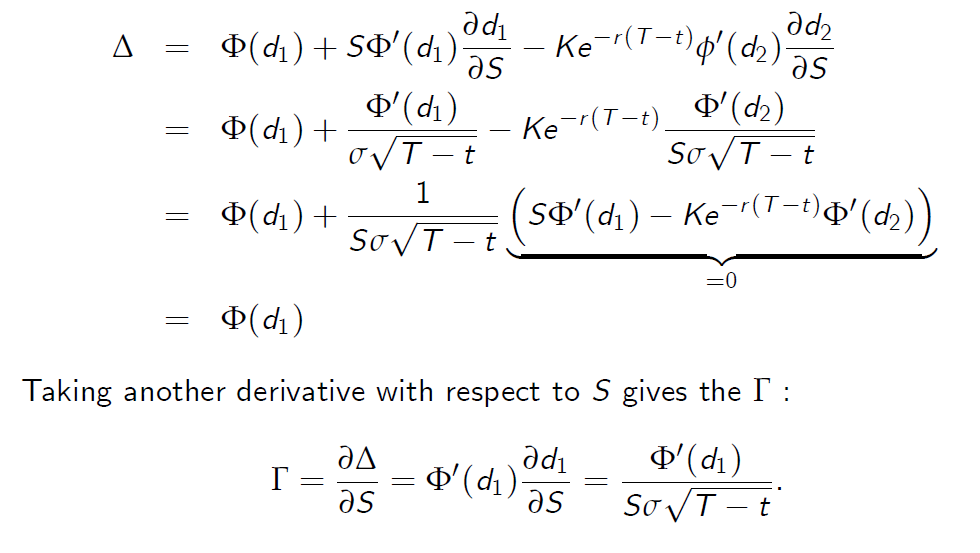 Δ = Φ(d₁) + SΦ′(d₁) ∂d₁/∂S − Ke^{−r(T−t)} ϕ′(d₂) ∂d₂/∂S
= Φ(d₁) + Φ′(d₁)/(σ√(T − t)) − Ke^{−r(T−t)} Φ′(d₂)/(Sσ√(T − t))
= Φ(d₁) + 1/(Sσ√(T − t)) (SΦ′(d₁) − Ke^{−r(T−t)}Φ′(d₂))
=0
= Φ(d₁)
Taking another derivative with respect to S gives the Γ :
Γ = ∂Δ/∂S = Φ′(d₁) ∂d₁/∂S = Φ′(d₁)/(Sσ√(T − t)).